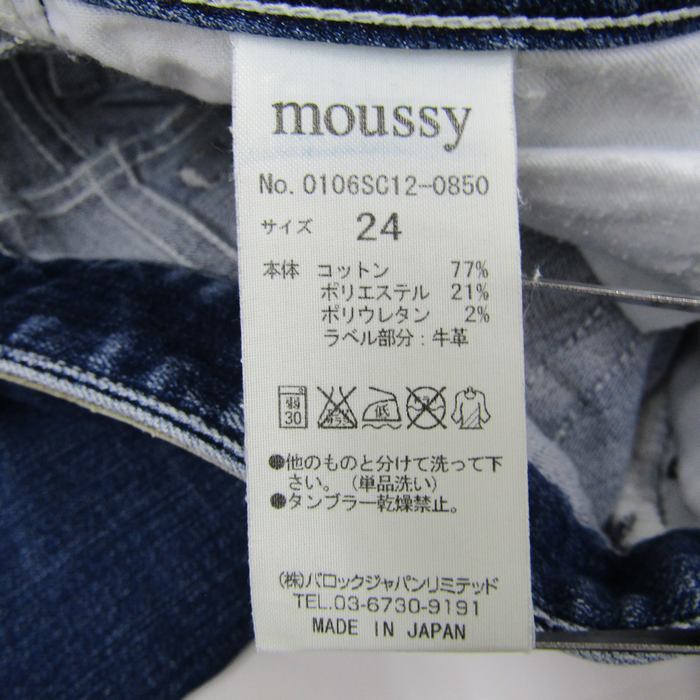 moussy
No. 0106SC12-0850
サイズ 24
本体 コットン 77%
ポリエステル 21%
ポリウレタン 2%
ラベル部分：牛革
弱 30 低
●他のものと分けて洗って下
さい。（単品洗い）
●タンブラー乾燥禁止。
(株)バロックジャパンリミテッド
TEL.03-6730-9191
MADE IN JAPAN